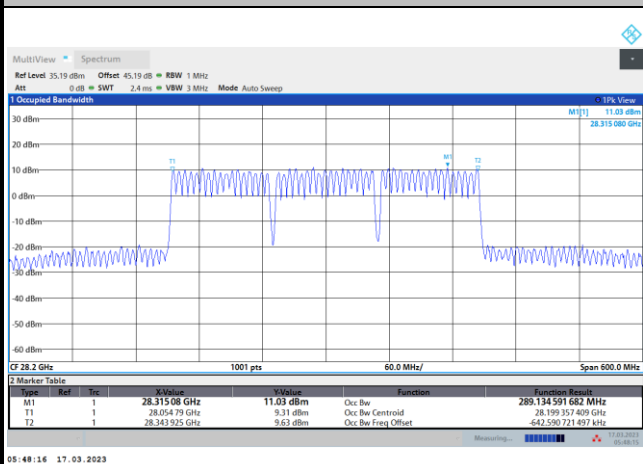 MultiView Spectrum
Ref Level 35.19 dBm Offset 45.19 dB RBW 1 MHz
Att 0 dB SWT 2.4 ms VBW 3 MHz Mode Auto Sweep
1 Occupied Bandwidth 1Pk View
M1[1] 11.03 dBm
28.315 080 GHz
30 dBm
20 dBm
T1 M1 T2
10 dBm
0 dBm
-10 dBm
-20 dBm
-30 dBm
-40 dBm
-50 dBm
-60 dBm
CF 28.2 GHz 1001 pts 60.0 MHz/ Span 600.0 MHz
2 Marker Table
Type Ref Trc X-Value Y-Value Function Function Result
M1 1 28.315 08 GHz 11.03 dBm Occ Bw 289.134 591 682 MHz
T1 1 28.054 79 GHz 9.31 dBm Occ Bw Centroid 28.199 357 409 GHz
T2 1 28.343 925 GHz 9.63 dBm Occ Bw Freq Offset -642.590 721 497 kHz
Measuring... 17.03.2023
05:48:15
05:48:16 17.03.2023